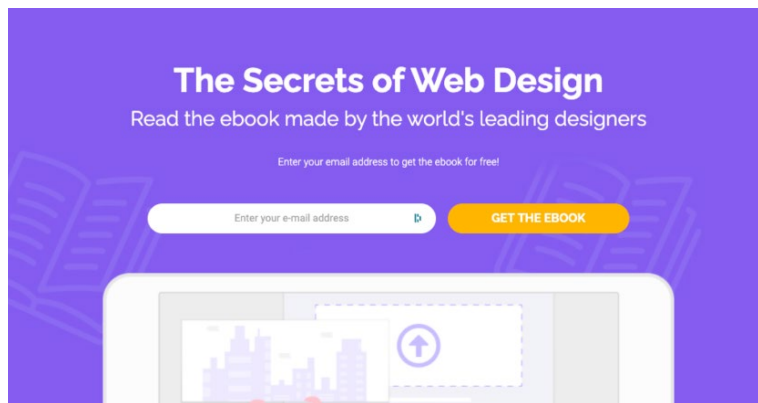 The Secrets of Web Design
Read the ebook made by the world's leading designers
Enter your email address to get the ebook for free!
Enter your e-mail address
GET THE EBOOK